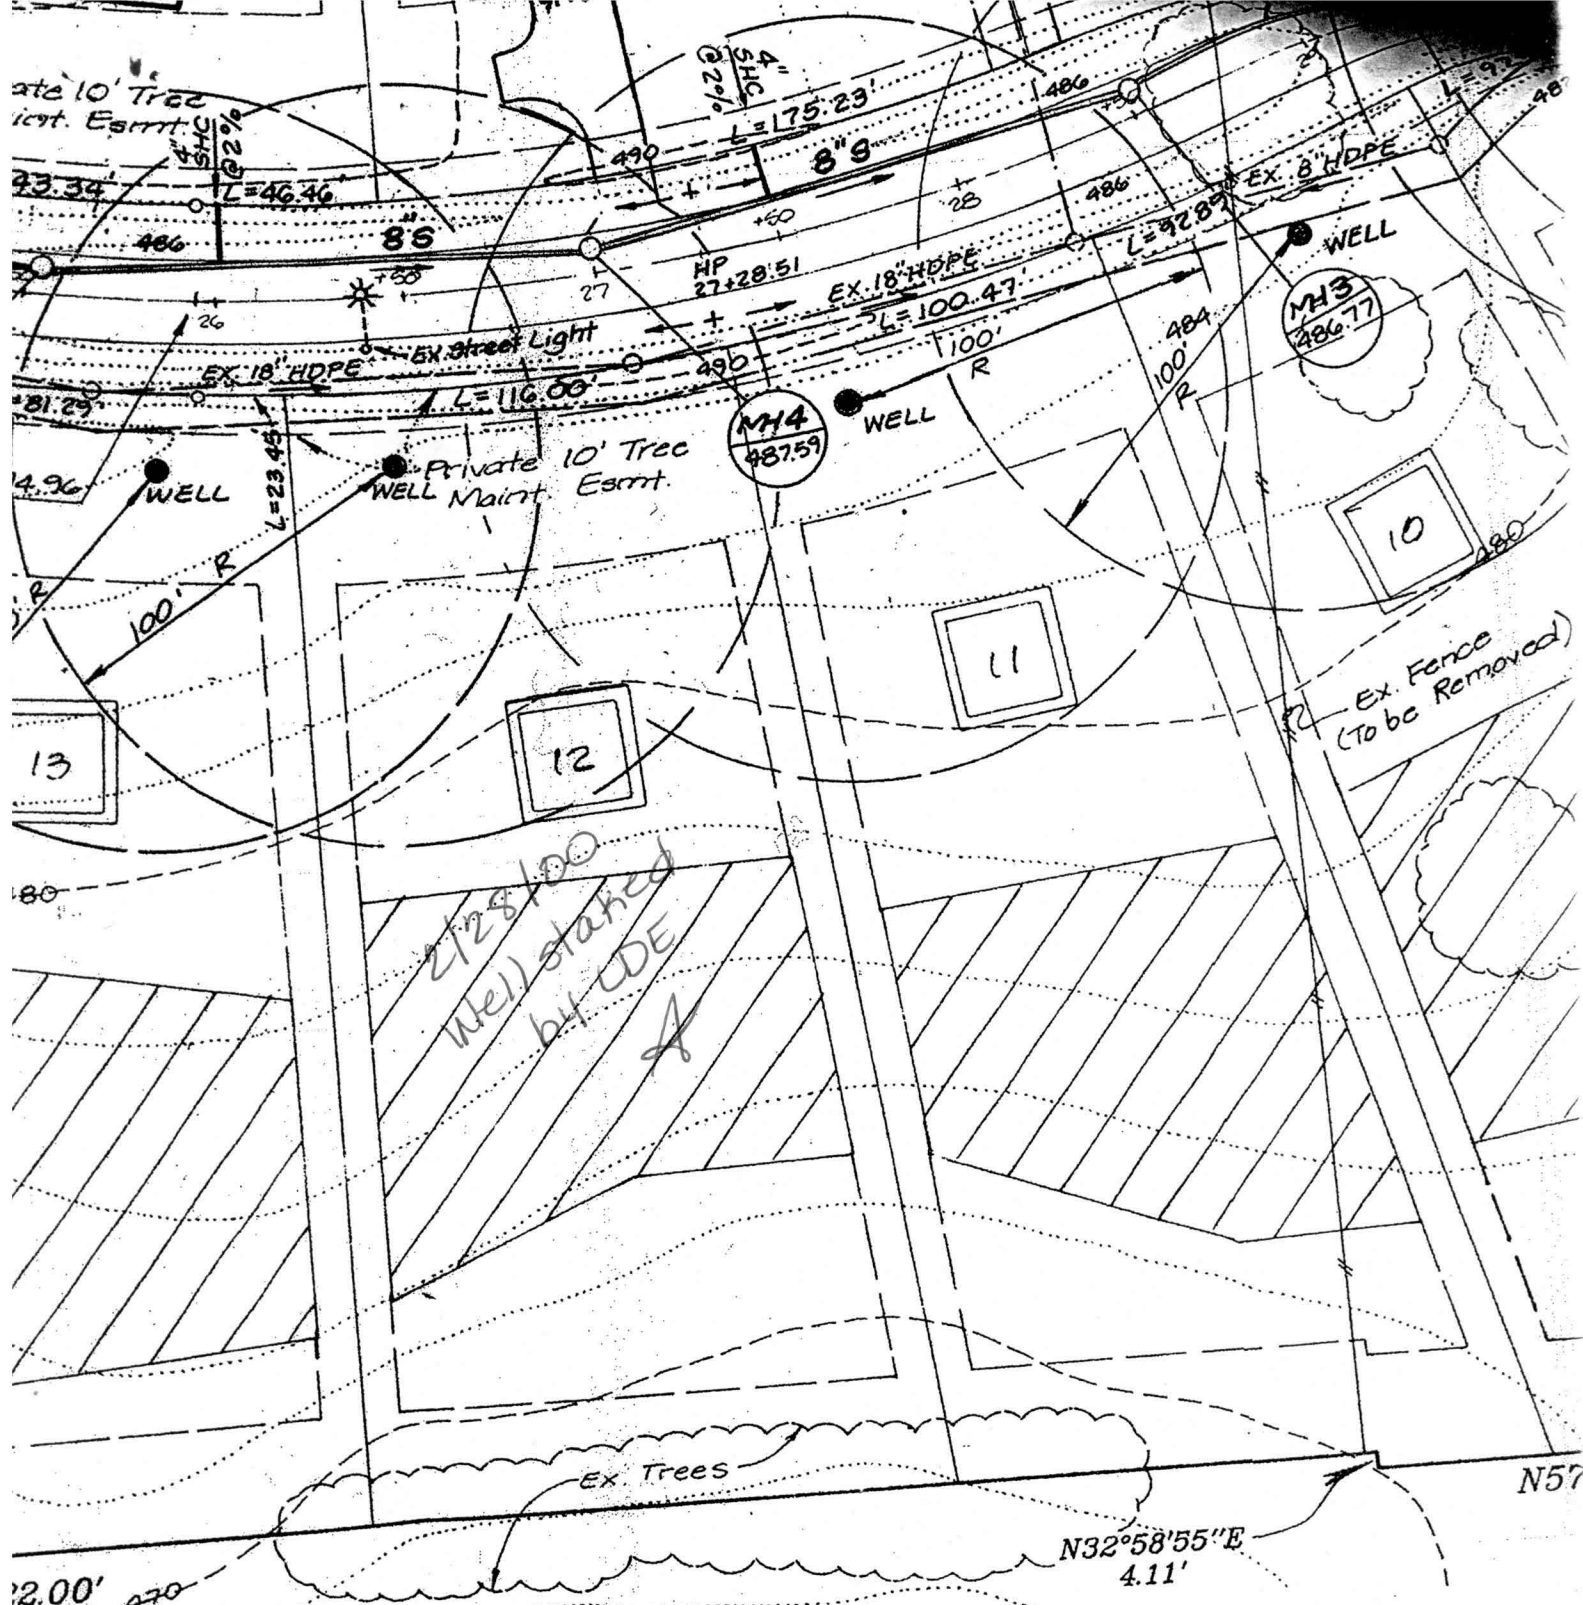 ate 10' Tree
Esmt.
4"
SHC
@2%
43.34'
L=46.46'
486
8"S
4"
SHC
@2%
L=175.23'
490
8"S
486
+50
486
+50
28
27
HP
27+28.51
+50
26
EX. 8"HDPE
L=92.89'
48
WELL
MH3
486.77
EX. 18"HDPE
L=100.47'
100'
R
484
100'
R
Ex Street Light
EX. 18"HDPE
L=116.00'
490
81.29'
L=23.45'
MH4
487.59
WELL
4.96
WELL
WELL
Private 10' Tree
Maint. Esmt.
R
100' R
10
480
11
Ex. Fence
(To be Removed)
13
12
80
2/28/00
Well staked
by LDE
Ex. Trees
N57
N32°58'55"E
4.11'
22.00'
470